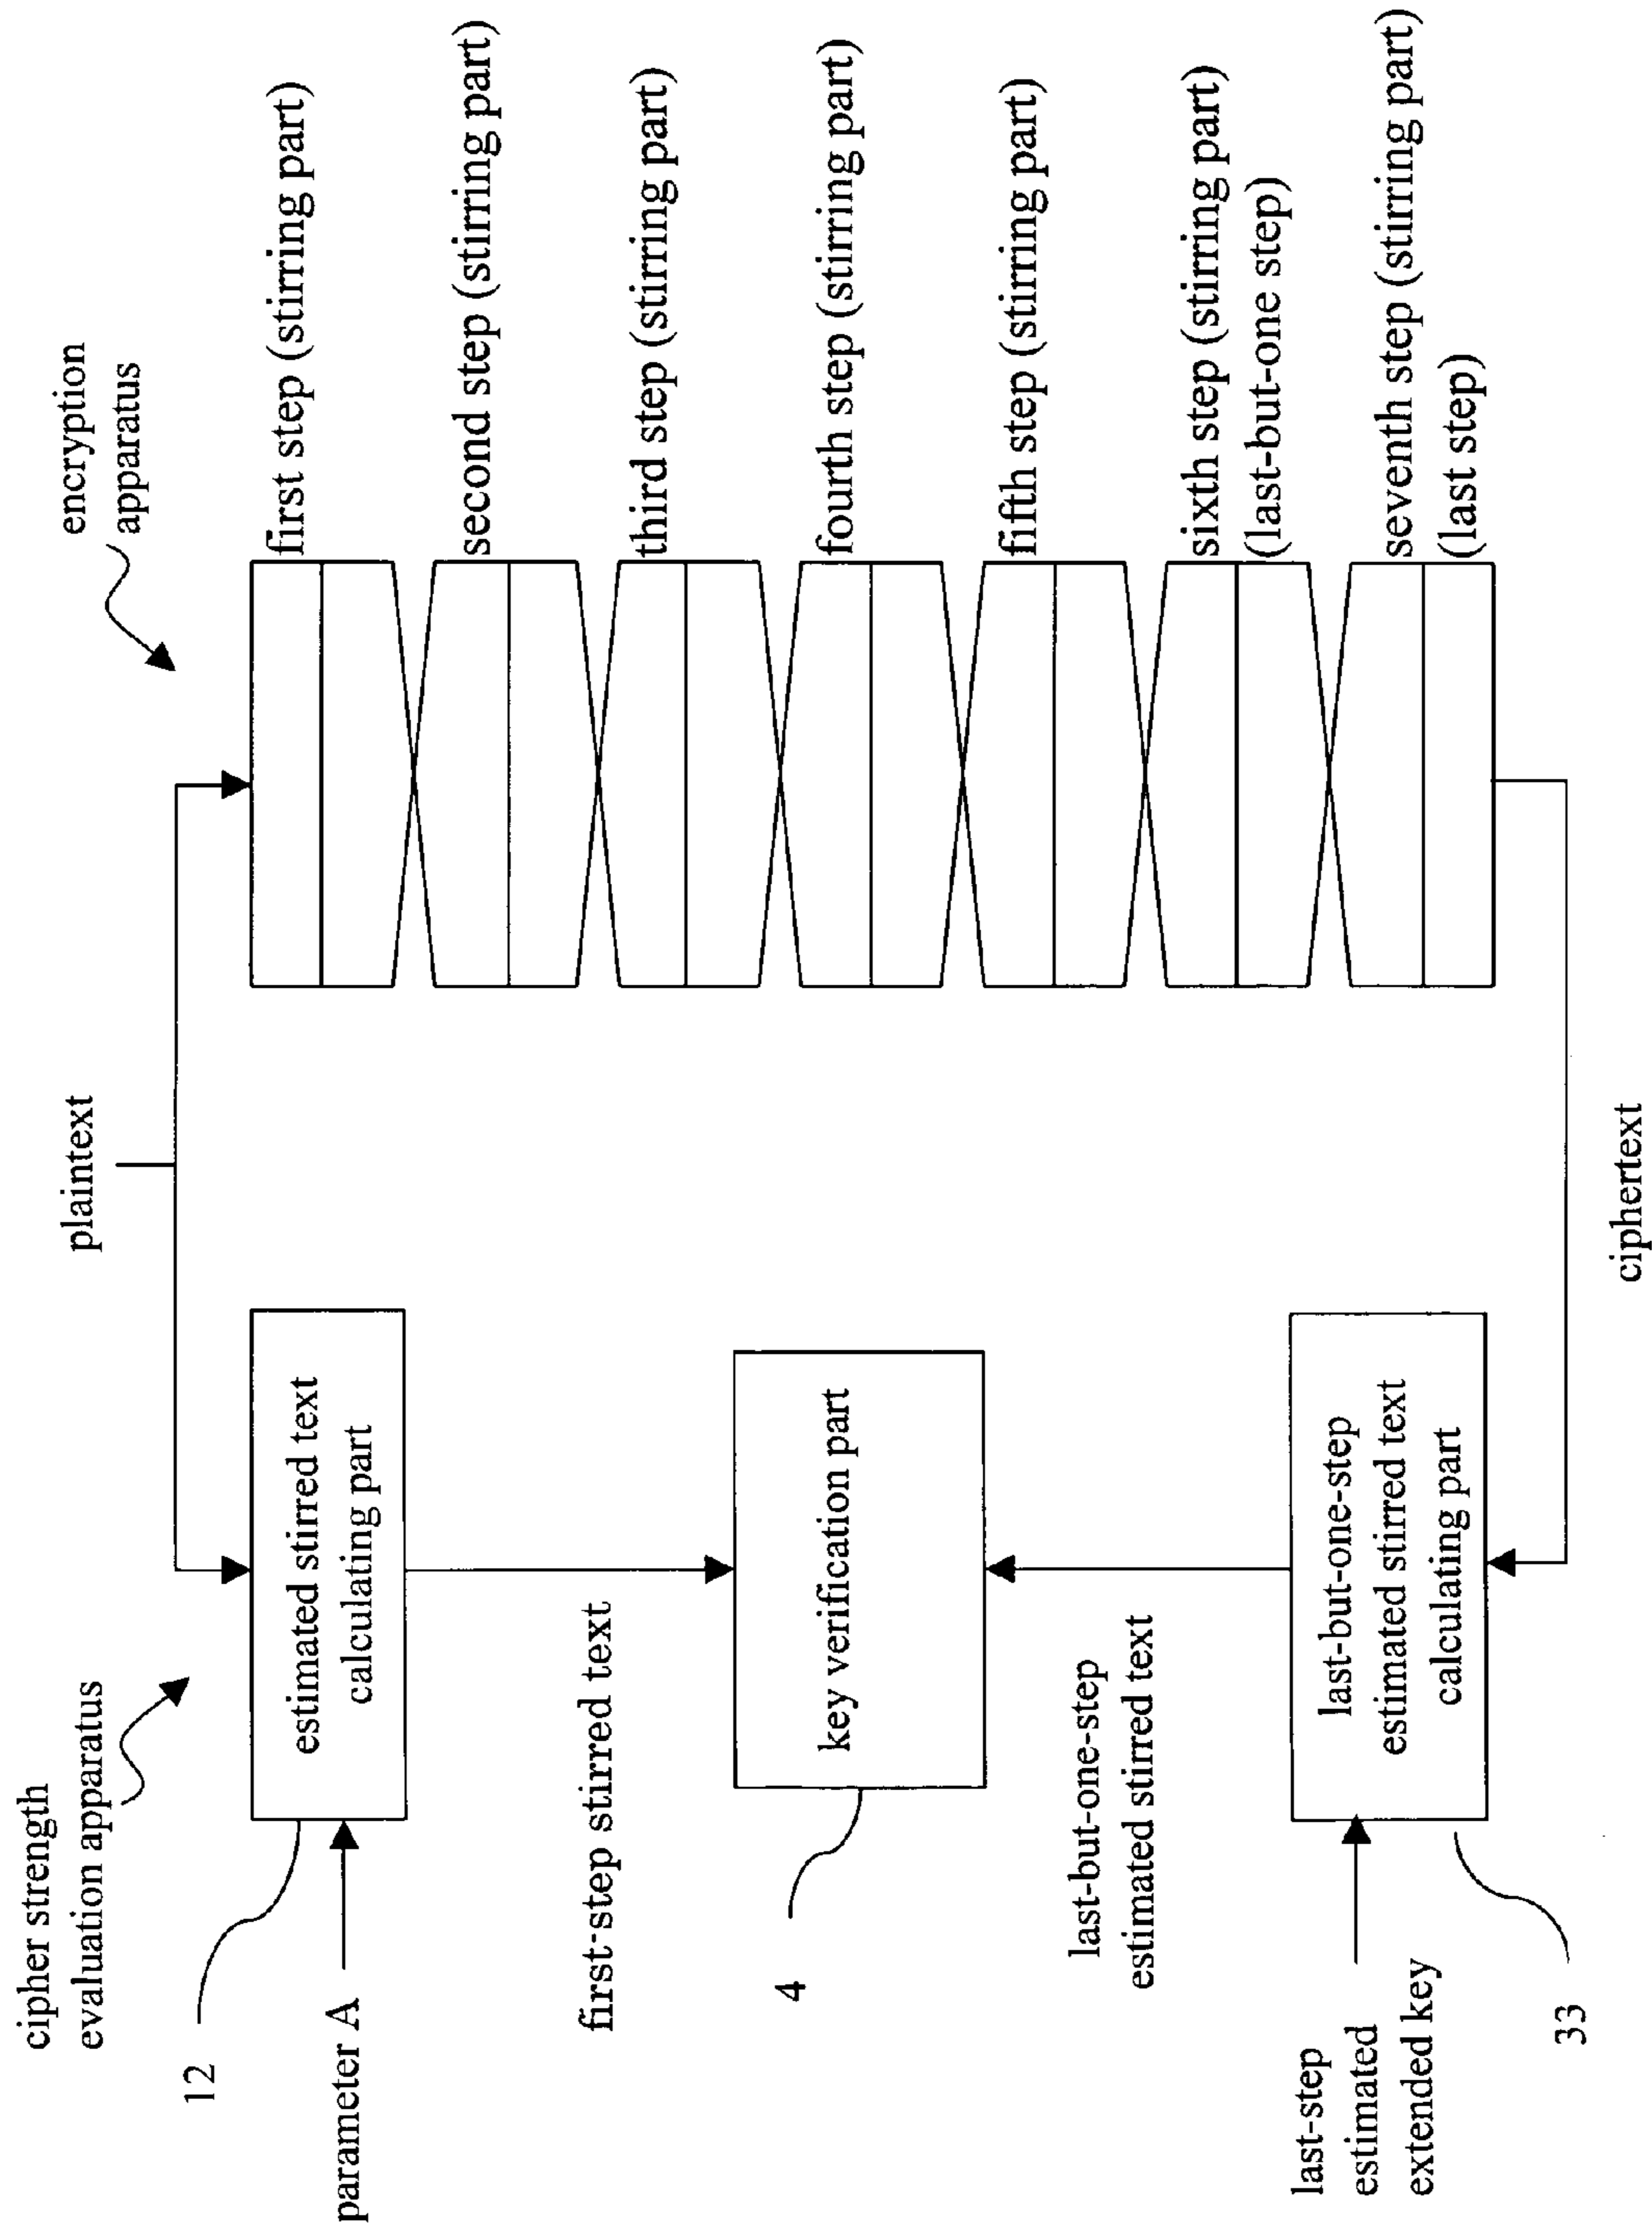 cipher strength
evaluation apparatus
plaintext
encryption
apparatus
12
parameter A
estimated stirred text
calculating part
first-step stirred text
4
key verification part
last-but-one-step
estimated stirred text
last-step
estimated
extended key
33
last-but-one-step
estimated stirred text
calculating part
ciphertext
first step (stirring part)
second step (stirring part)
third step (stirring part)
fourth step (stirring part)
fifth step (stirring part)
sixth step (stirring part)
(last-but-one step)
seventh step (stirring part)
(last step)